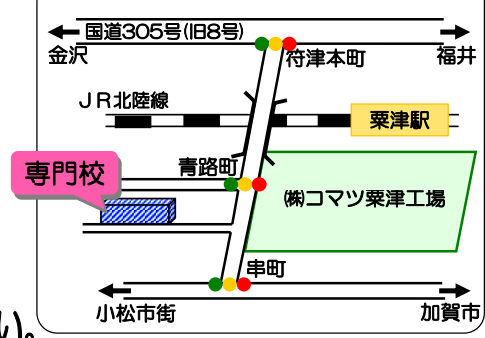 国道305号(旧8号)
金沢
福井
符津本町
JR北陸線
粟津駅
青路町
専門校
㈱コマツ粟津工場
串町
小松市街
加賀市
り。